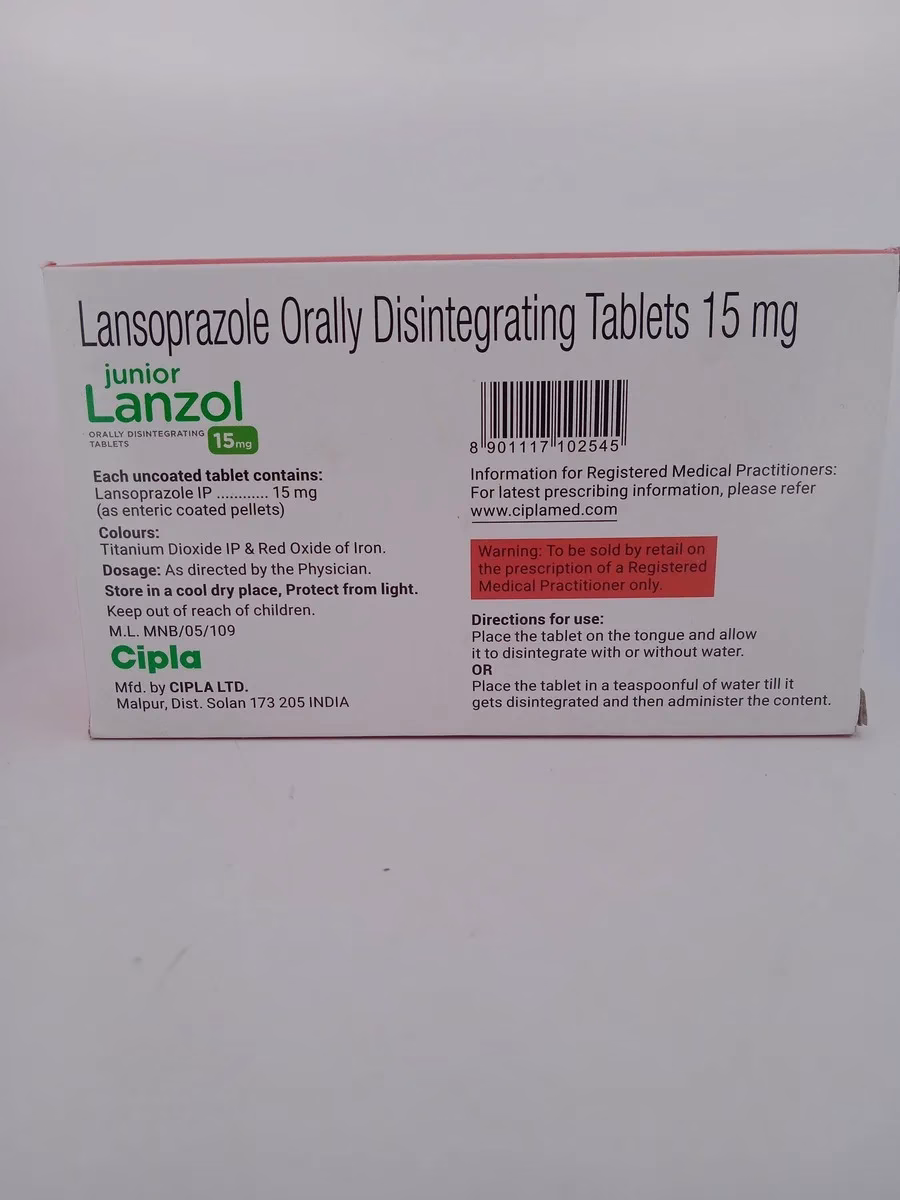 Lansoprazole Orally Disintegrating Tablets 15 mg
junior
Lanzol
ORALLY DISINTEGRATING
TABLETS
15mg
Each uncoated tablet contains:
Lansoprazole IP ............ 15 mg
(as enteric coated pellets)
Colours:
Titanium Dioxide IP & Red Oxide of Iron.
Dosage: As directed by the Physician.
Store in a cool dry place, Protect from light.
Keep out of reach of children.
M.L. MNB/05/109
Cipla
Mfd. by CIPLA LTD.
Malpur, Dist. Solan 173 205 INDIA
8 901117 102545
Information for Registered Medical Practitioners:
For latest prescribing information, please refer
www.ciplamed.com
Warning: To be sold by retail on
the prescription of a Registered
Medical Practitioner only.
Directions for use:
Place the tablet on the tongue and allow
it to disintegrate with or without water.
OR
Place the tablet in a teaspoonful of water till it
gets disintegrated and then administer the content.